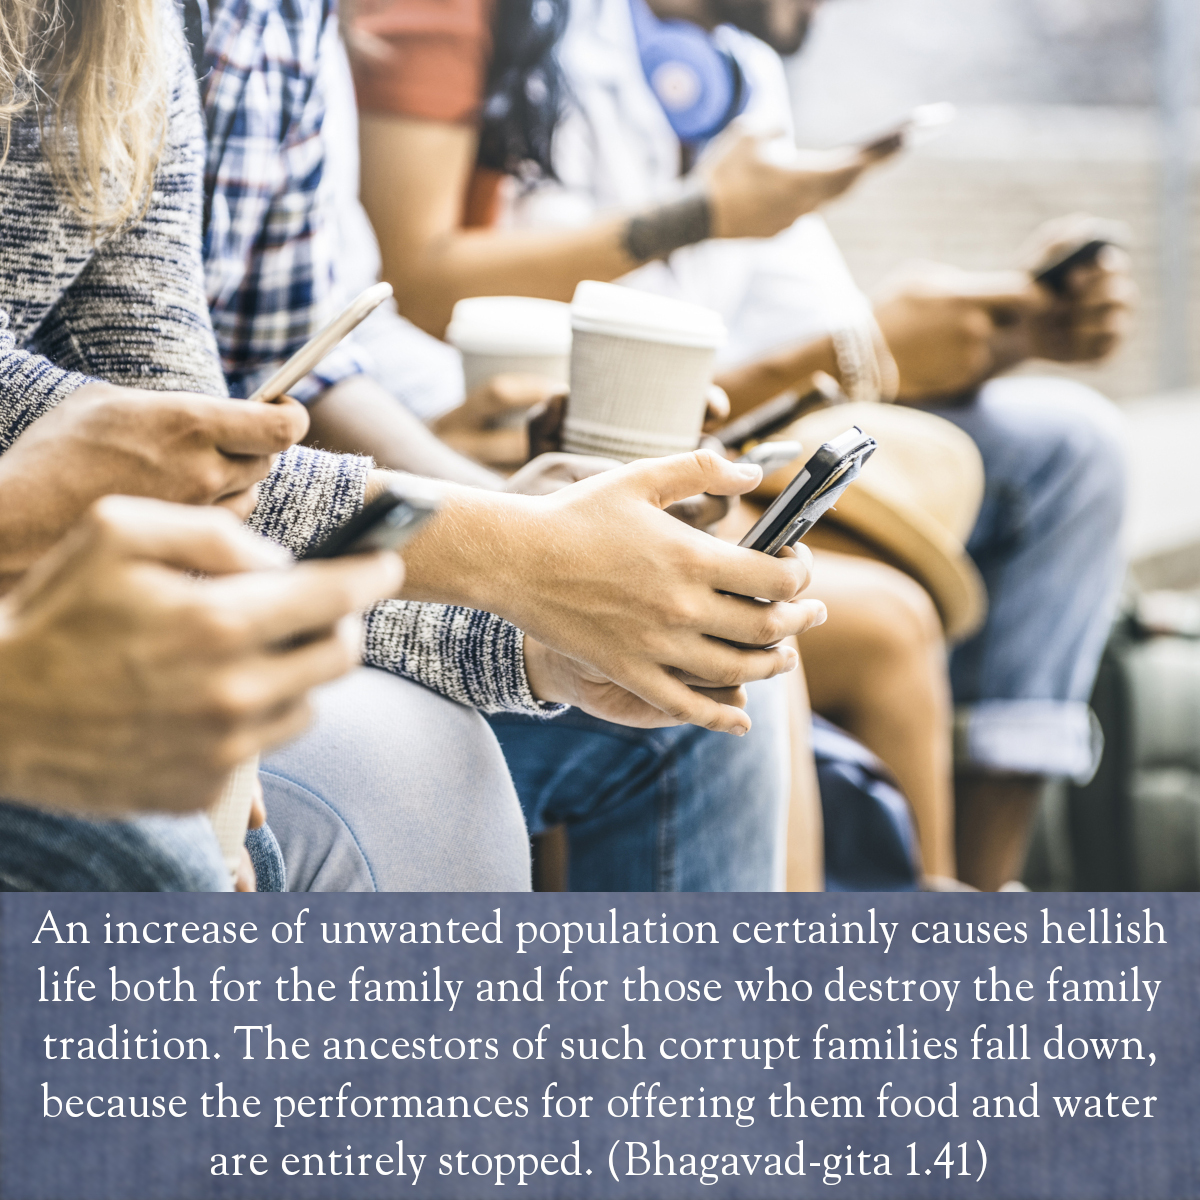 An increase of unwanted population certainly causes hellish
life both for the family and for those who destroy the family
tradition. The ancestors of such corrupt families fall down,
because the performances for offering them food and water
are entirely stopped. (Bhagavad-gita 1.41)